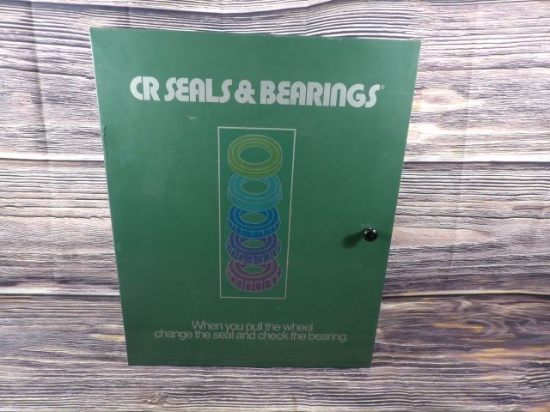 CR SEALS & BEARINGS®
When you pull the wheel
change the seal and check the bearing.